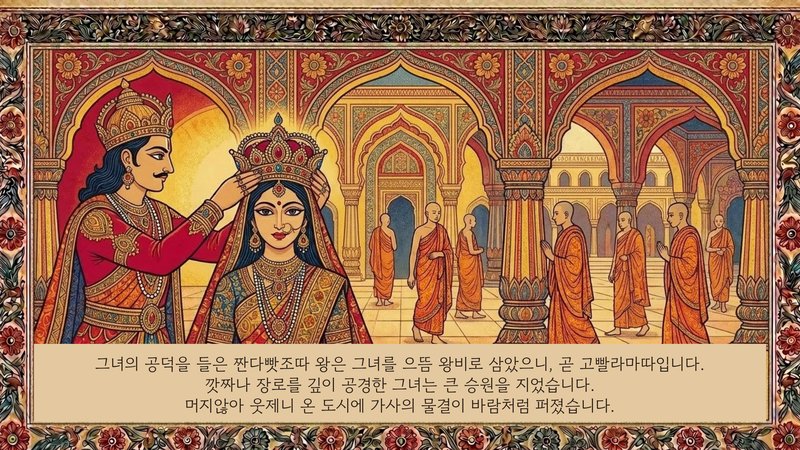 그녀의 공덕을 들은 짠다빳조따 왕은 그녀를 으뜸 왕비로 삼았으니, 곧 고빨라마따입니다.
깟짜나 장로를 깊이 공경한 그녀는 큰 승원을 지었습니다.
머지않아 웃제니 온 도시에 가사의 물결이 바람처럼 퍼졌습니다.